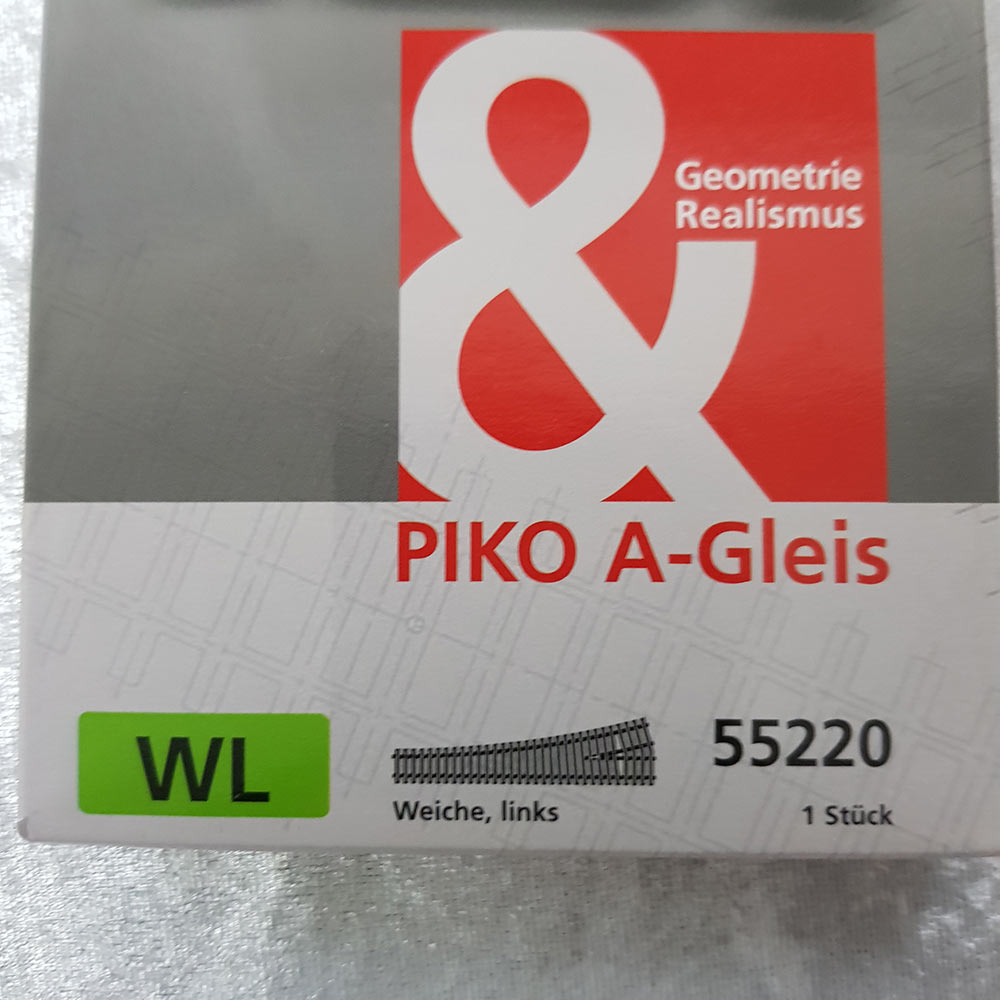 &
Geometrie
Realismus
PIKO A-Gleis
WL
Weiche, links
55220
1 Stück